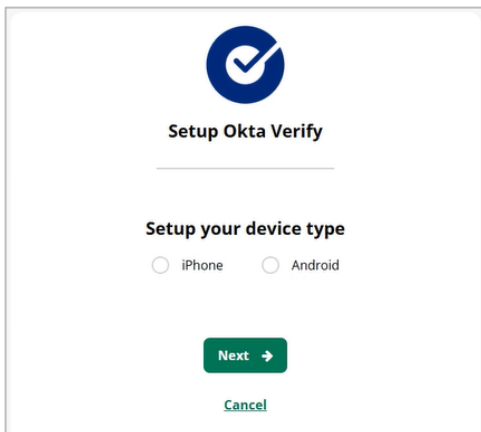 Setup Okta Verify
Setup your device type
iPhone Android
Next
Cancel